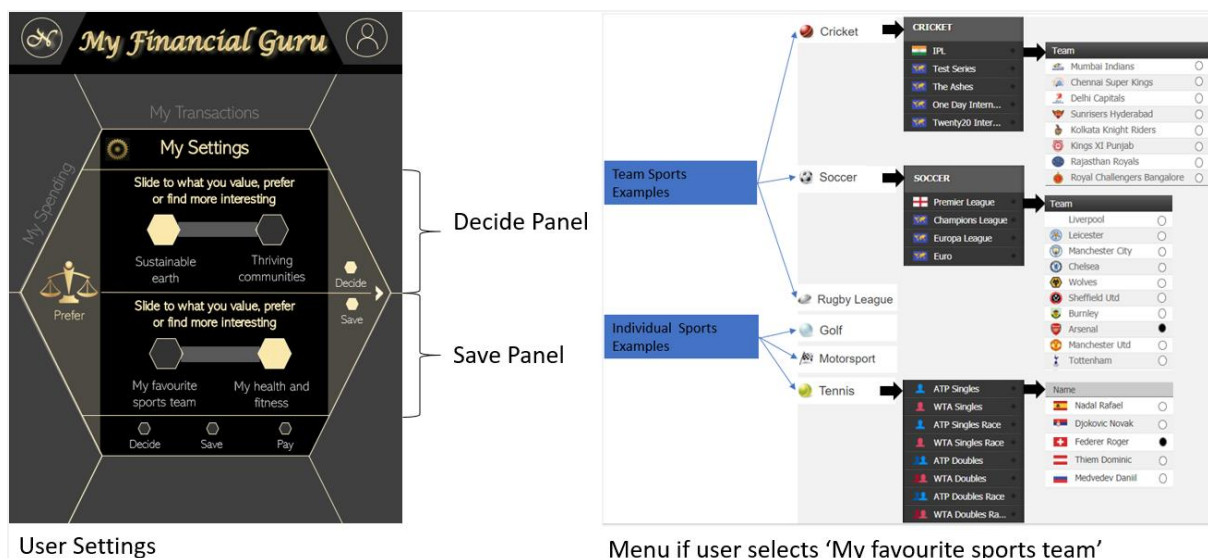 My Financial Guru
My Transactions
My Spending
My Settings
Slide to what you value, prefer
or find more interesting
Sustainable
earth
Thriving
communities
Decide
Prefer
Save
Slide to what you value, prefer
or find more interesting
My favourite
sports team
My health and
fitness
Decide
Save
Pay
Decide Panel
Save Panel
User Settings
Team Sports
Examples
Individual Sports
Examples
Cricket
Soccer
Rugby League
Golf
Motorsport
Tennis
CRICKET
IPL
Test Series
The Ashes
One Day Intern...
Twenty20 Inter...
Team
Mumbai Indians
Chennai Super Kings
Delhi Capitals
Sunrisers Hyderabad
Kolkata Knight Riders
Kings XI Punjab
Rajasthan Royals
Royal Challengers Bangalore
SOCCER
Premier League
Champions League
Europa League
Euro
Team
Liverpool
Leicester
Manchester City
Chelsea
Wolves
Sheffield Utd
Burnley
Arsenal
Manchester Utd
Tottenham
ATP Singles
WTA Singles
ATP Singles Race
WTA Singles Race
ATP Doubles
WTA Doubles
ATP Doubles Race
WTA Doubles Ra...
Name
Nadal Rafael
Djokovic Novak
Federer Roger
Thiem Dominic
Medvedev Daniil
Menu if user selects 'My favourite sports team'